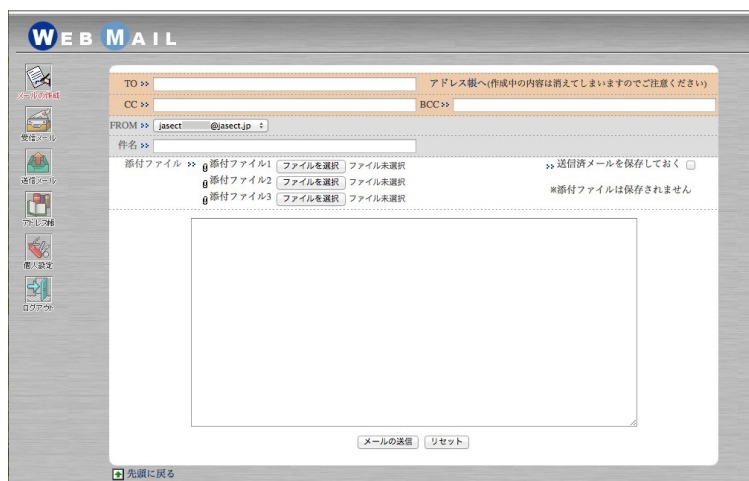 WEB MAIL
メールの作成
受信メール
送信メール
アドレス帳
個人設定
ログアウト
TO >>
アドレス帳へ(作成中の内容は消えてしまいますのでご注意ください)
CC >>
BCC >>
FROM >> jasect @jasect.jp
件名 >>
添付ファイル >> 添付ファイル1 ファイルを選択 ファイル未選択
>> 送信済メールを保存しておく
添付ファイル2 ファイルを選択 ファイル未選択
※添付ファイルは保存されません
添付ファイル3 ファイルを選択 ファイル未選択
メールの送信 リセット
先頭に戻る